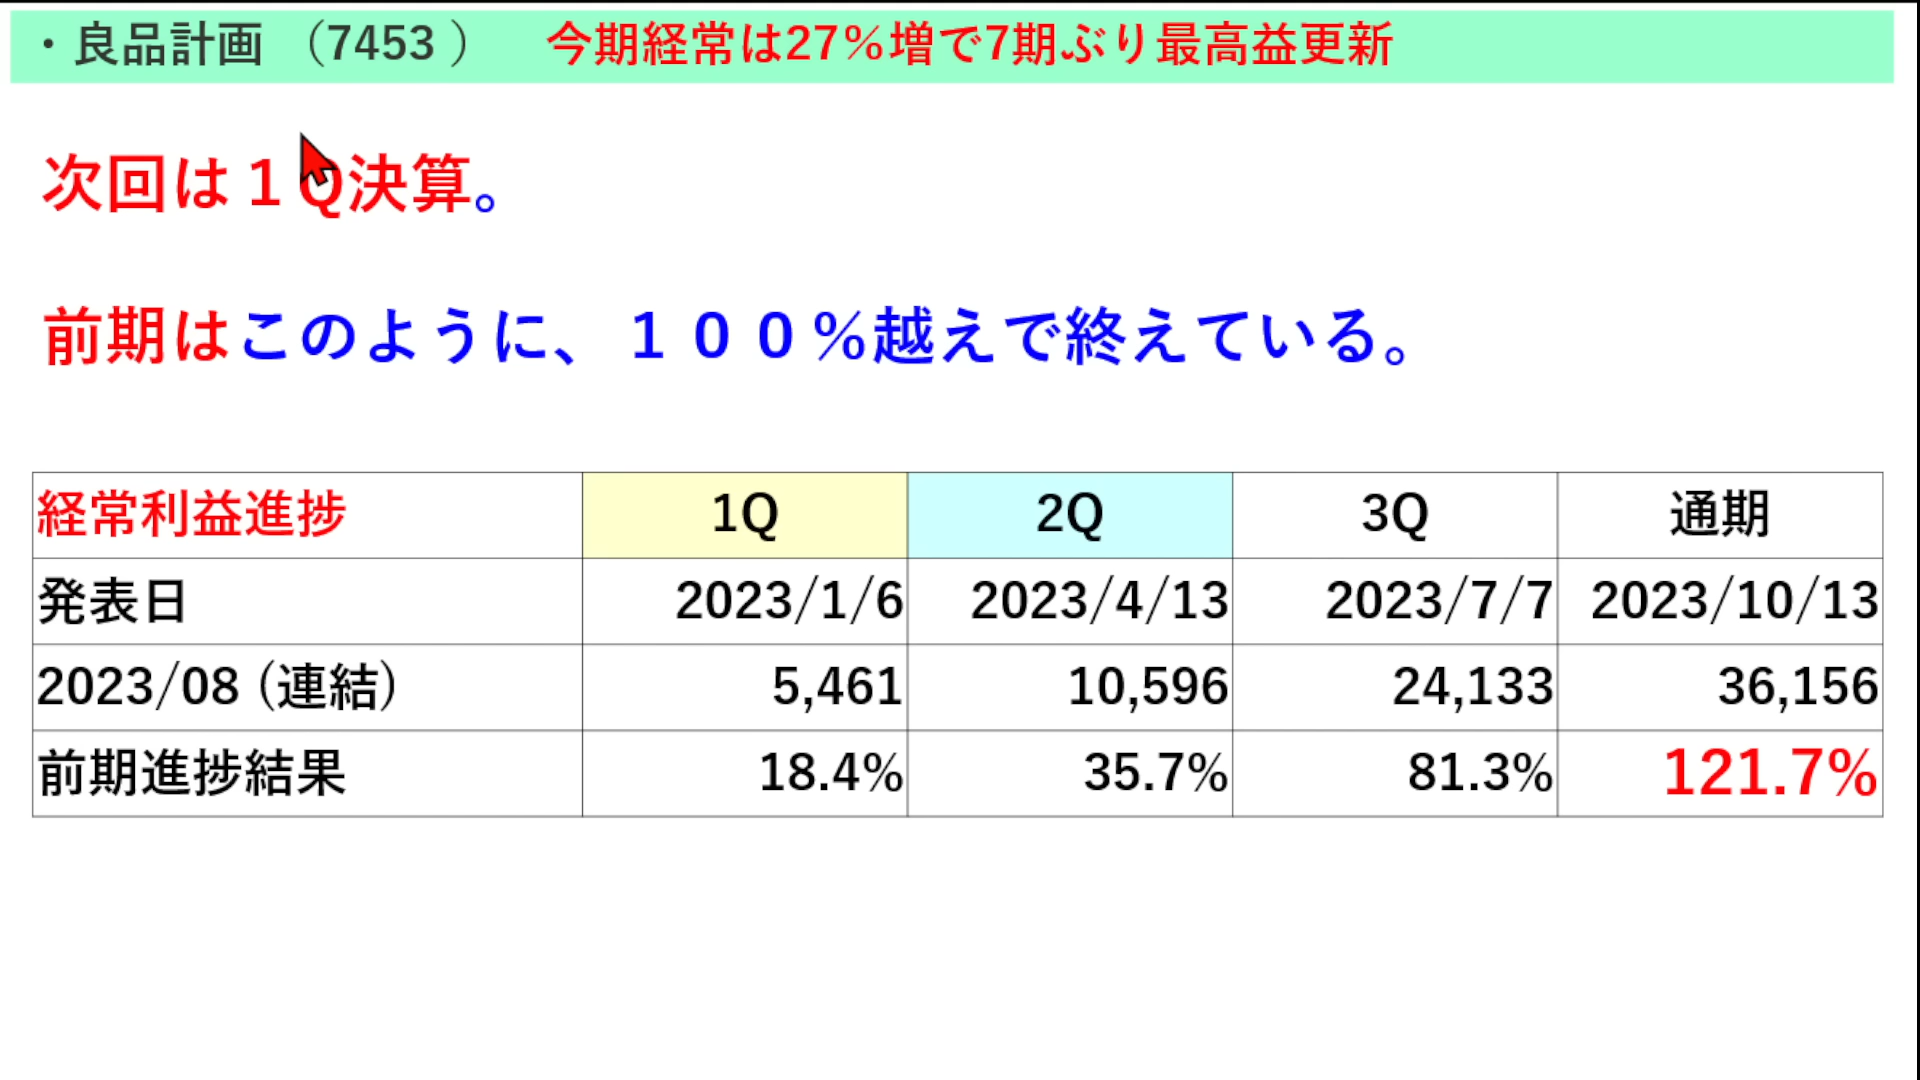 ・良品計画 （7453 ） 今期経常は27％増で7期ぶり最高益更新
次回は１Q決算。
前期はこのように、１００％越えで終えている。
経常利益進捗 1Q 2Q 3Q 通期
発表日 2023/1/6 2023/4/13 2023/7/7 2023/10/13
2023/08 (連結) 5,461 10,596 24,133 36,156
前期進捗結果 18.4% 35.7% 81.3% 121.7%